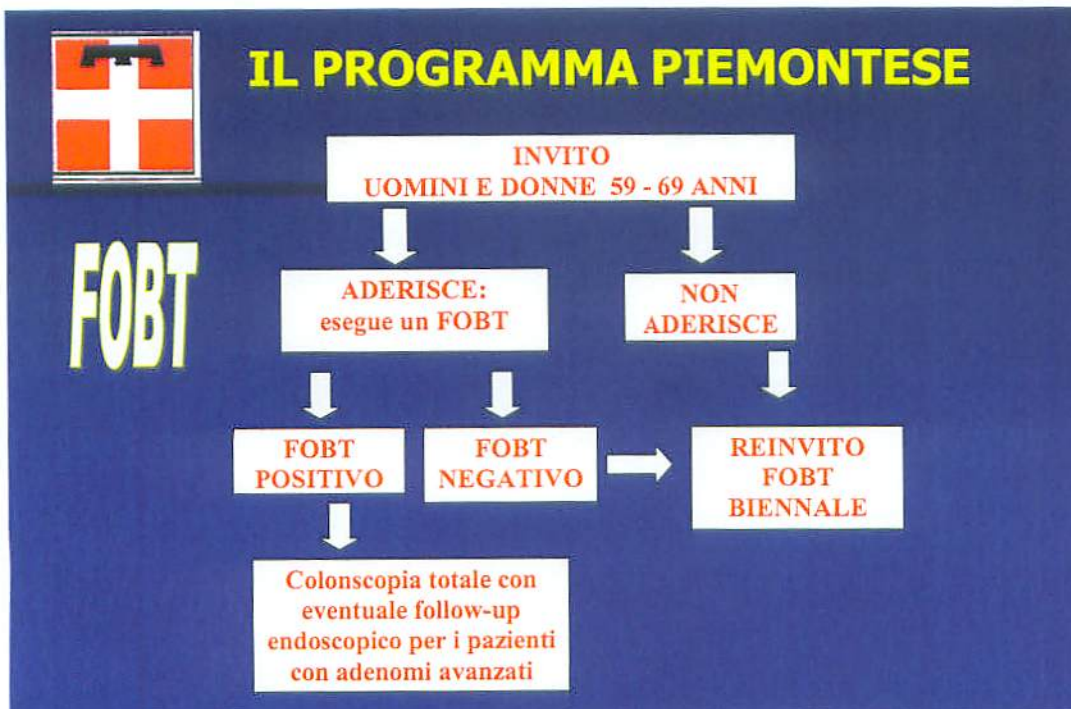 IL PROGRAMMA PIEMONTESE
INVITO
UOMINI E DONNE 59 - 69 ANNI
FOBT
ADERISCE:
esegue un FOBT
NON
ADERISCE
FOBT
POSITIVO
FOBT
NEGATIVO
REINVITO
FOBT
BIENNALE
Colonscopia totale con
eventuale follow-up
endoscopico per i pazienti
con adenomi avanzati